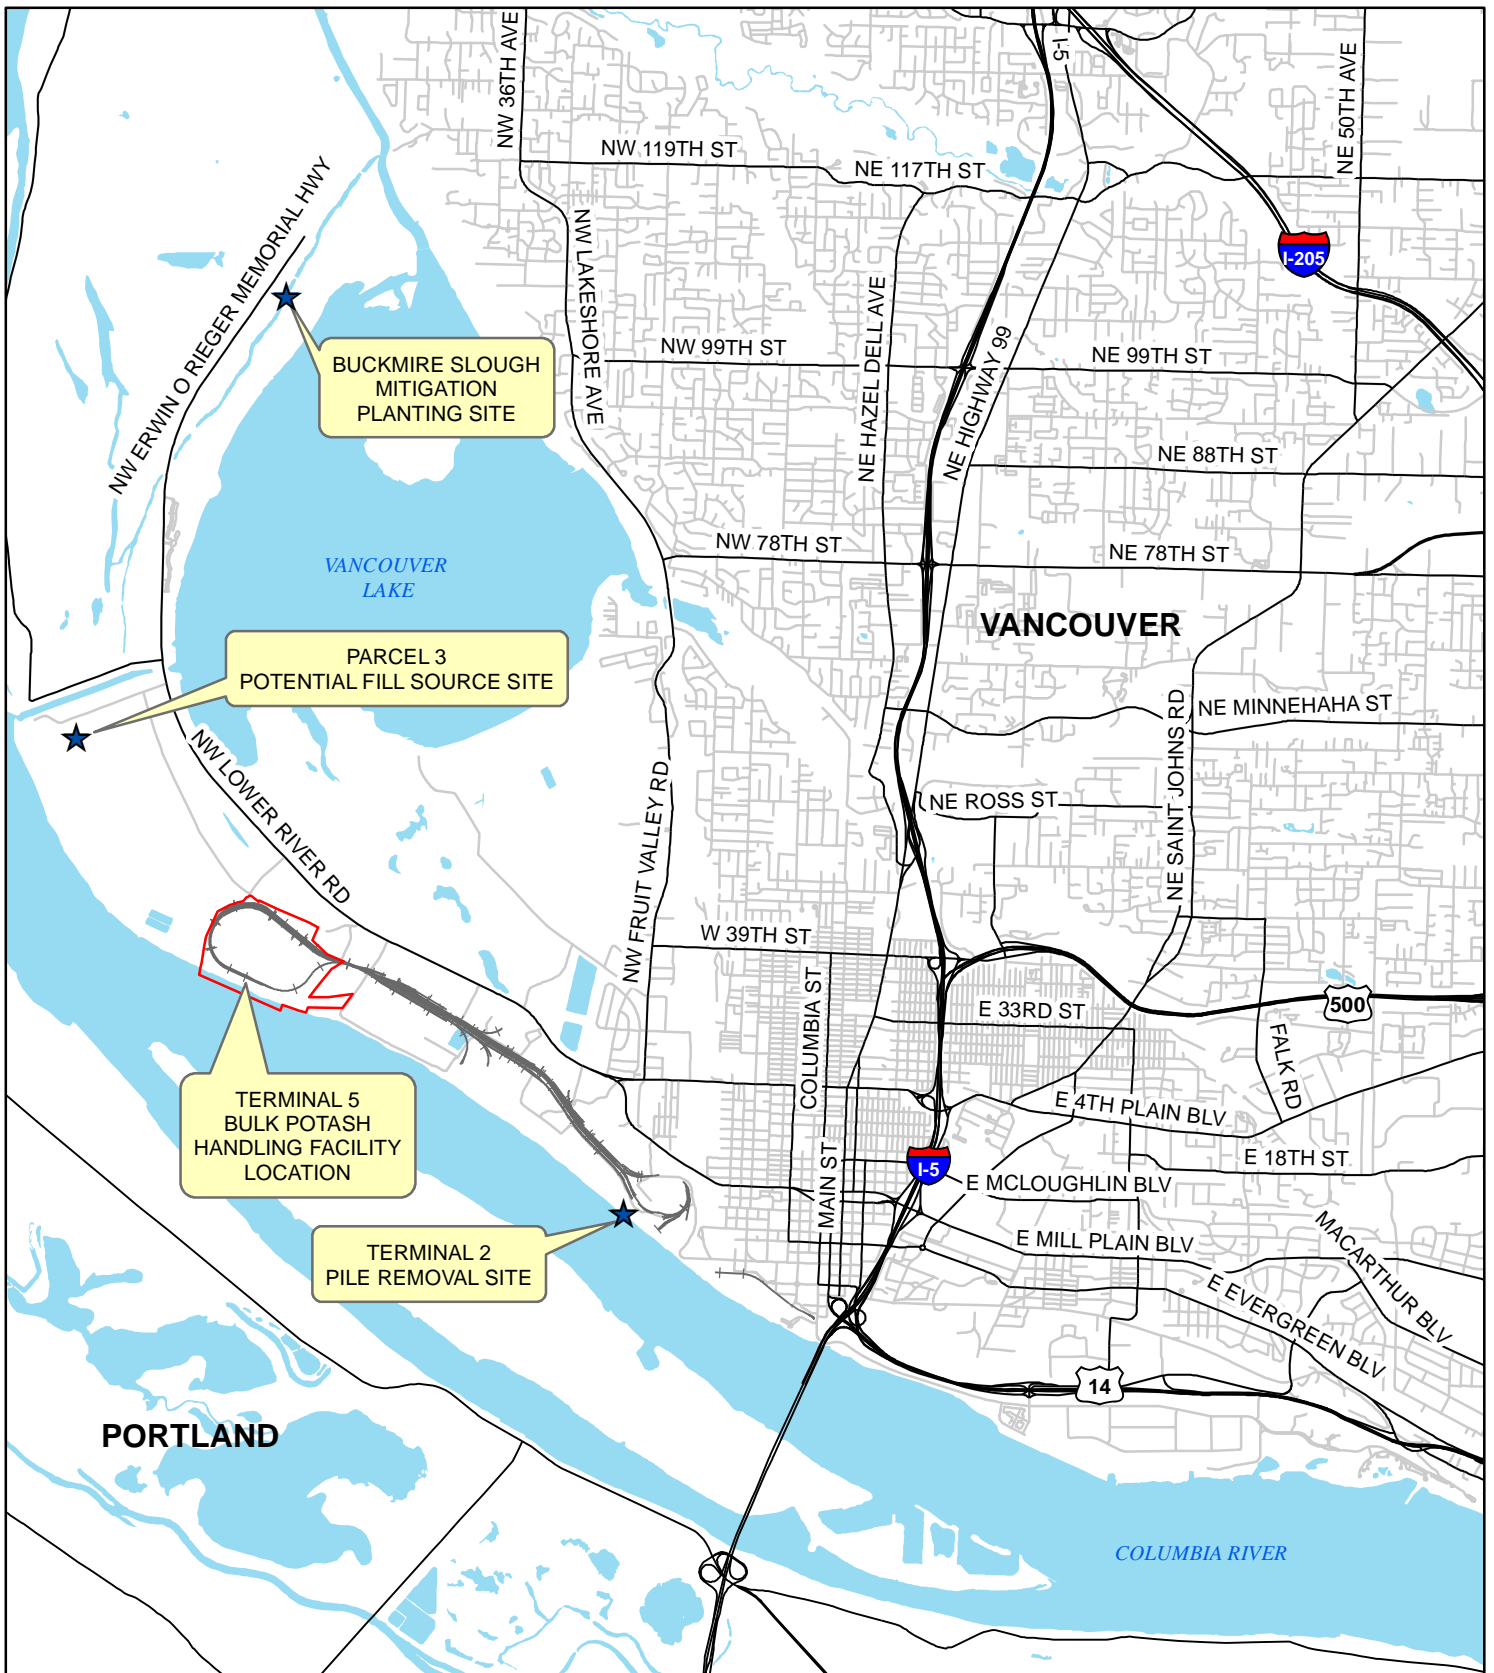 NW 36TH AVE
I-5
NE 50TH AVE
NW 119TH ST
NE 117TH ST
NW ERWIN O RIEGER MEMORIAL HWY
NW LAKESHORE AVE
I-205
NE HAZEL DELL AVE
NE HIGHWAY 99
NW 99TH ST
NE 99TH ST
BUCKMIRE SLOUGH
MITIGATION
PLANTING SITE
NE 88TH ST
NW 78TH ST
NE 78TH ST
VANCOUVER
LAKE
VANCOUVER
PARCEL 3
POTENTIAL FILL SOURCE SITE
NE MINNEHAHA ST
NE SAINT JOHNS RD
NW LOWER RIVER RD
NW FRUIT VALLEY RD
NE ROSS ST
W 39TH ST
COLUMBIA ST
E 33RD ST
500
FALK RD
TERMINAL 5
BULK POTASH
HANDLING FACILITY
LOCATION
E 4TH PLAIN BLV
E 18TH ST
I-5
MAIN ST
E MCLOUGHLIN BLV
E MILL PLAIN BLV
MACARTHUR BLV
TERMINAL 2
PILE REMOVAL SITE
E EVERGREEN BLV
14
PORTLAND
COLUMBIA RIVER